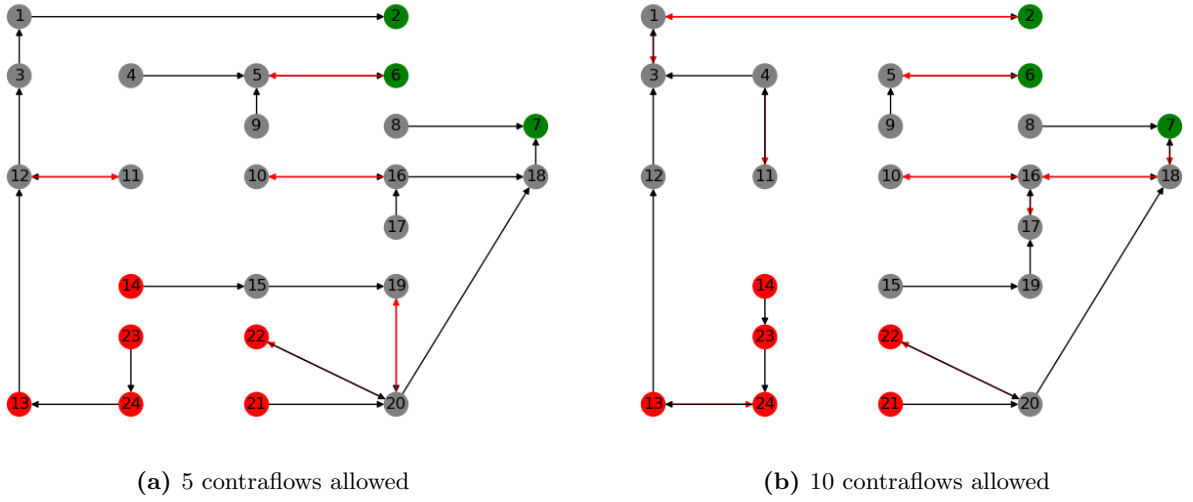 1 2 1 2
3 4 5 6 3 4 5 6
9 8 7 9 8 7
12 11 10 16 18 12 11 10 16 18
17 17
14 15 19 14 15 19
23 22 23 22
13 24 21 20 13 24 21 20
(a) 5 contraflows allowed (b) 10 contraflows allowed